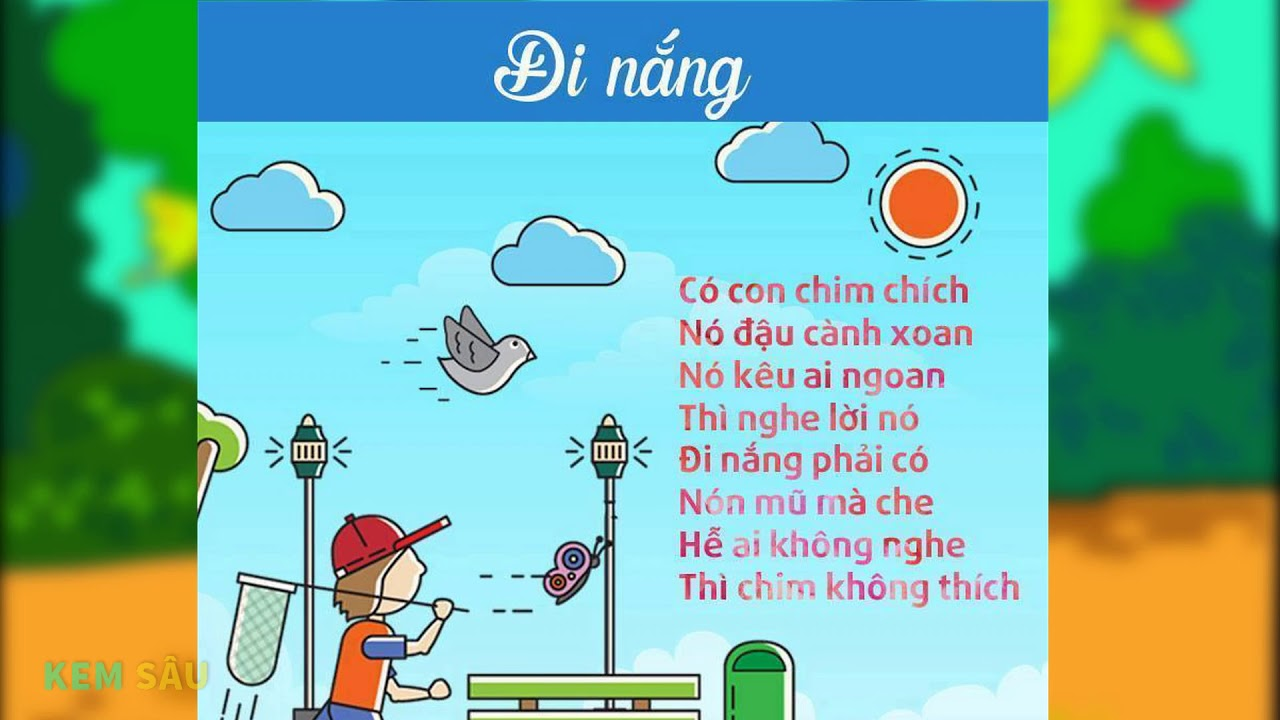 Đi nắng
Có con chim chích
Nó đậu cành xoan
Nó kêu ai ngoan
Thì nghe lời nó
Đi nắng phải có
Nón mũ mà che
Hễ ai không nghe
Thì chim không thích
KEM SÂU